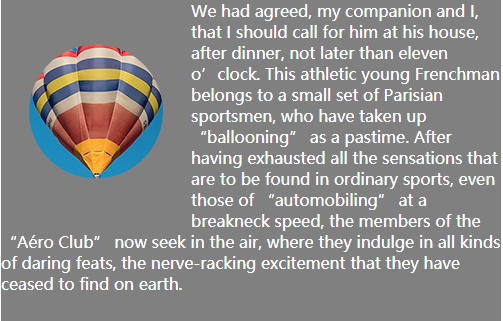 We had agreed, my companion and I,
that I should call for him at his house,
after dinner, not later than eleven
o’clock. This athletic young Frenchman
belongs to a small set of Parisian
sportsmen, who have taken up
“ballooning” as a pastime. After
having exhausted all the sensations that
are to be found in ordinary sports, even
those of “automobiling” at a
breakneck speed, the members of the
“Aéro Club” now seek in the air, where they indulge in all kinds
of daring feats, the nerve-racking excitement that they have
ceased to find on earth.